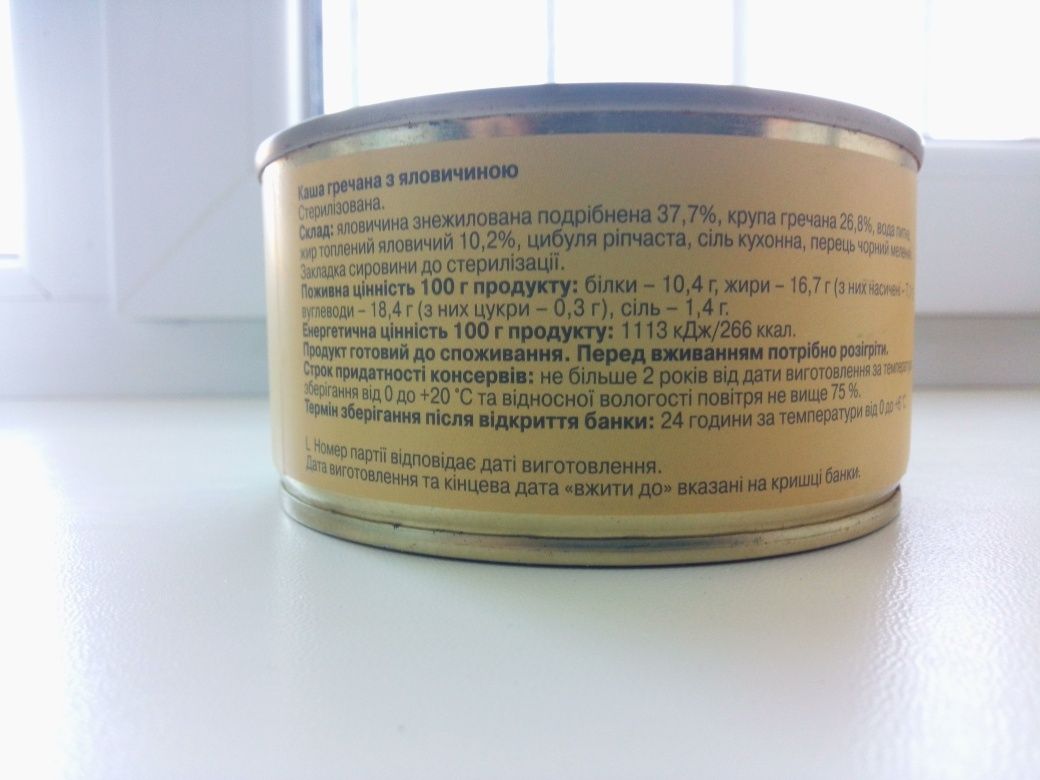 Каша гречана з яловичиною
Стерилізована.
Склад: яловичина знежилована подрібнена 37,7%, крупа гречана 26,8%, вода питна,
жир топлений яловичий 10,2%, цибуля ріпчаста, сіль кухонна, перець чорний мелений.
Закладка сировини до стерилізації.
Поживна цінність 100 г продукту: білки – 10,4 г, жири – 16,7 г (з них насичені –
вуглеводи – 18,4 г (з них цукри – 0,3 г), сіль – 1,4 г.
Енергетична цінність 100 г продукту: 1113 кДж/266 ккал.
Продукт готовий до споживання. Перед вживанням потрібно розігріти.
Строк придатності консервів: не більше 2 років від дати виготовлення за
зберігання від 0 до +20 °С та відносної вологості повітря не вище 75 %.
Термін зберігання після відкриття банки: 24 години за температури від 0 до +6°С
L Номер партії відповідає даті виготовлення.
Дата виготовлення та кінцева дата «вжити до» вказані на кришці банки.